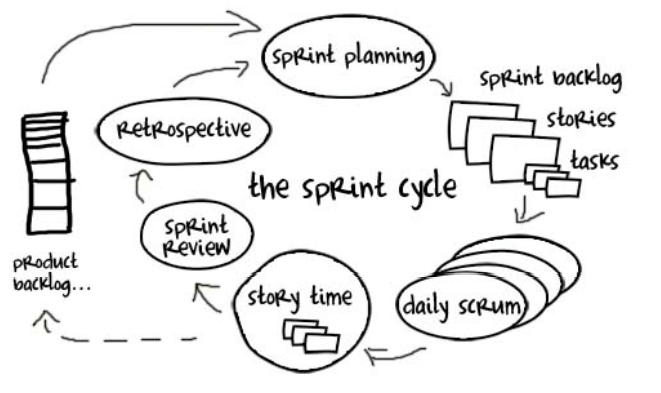 sprint planning
sprint backlog
stories
tasks
Retrospective
the sprint cycle
sprint
review
product
backlog...
story time
daily scrum